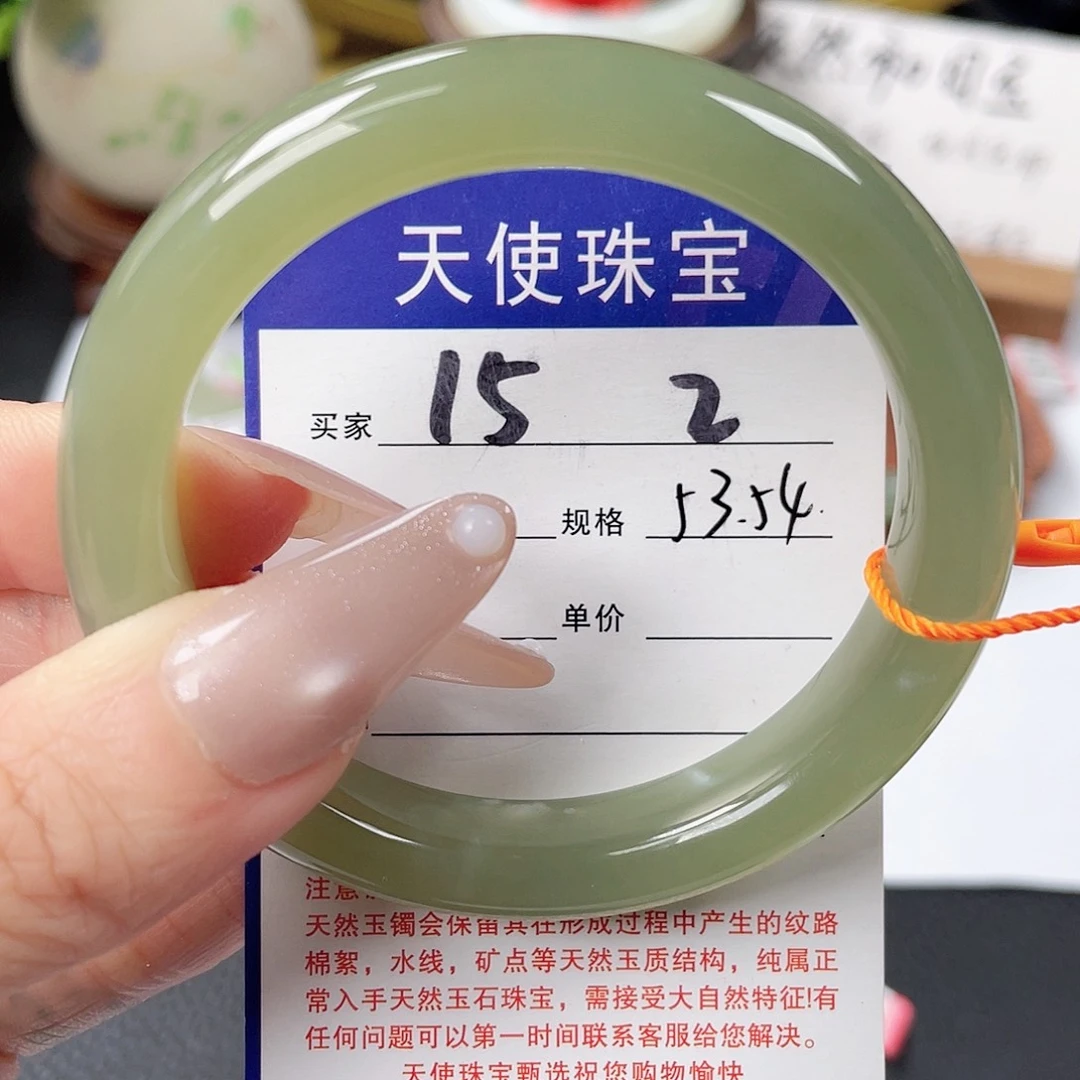 天使珠宝
买家 15 2
规格 53.54
单价
注意
天然玉镯会保留其在形成过程中产生的纹路
棉絮，水线，矿点等天然玉质结构，纯属正
常入手天然玉石珠宝，需接受大自然特征!有
任何问题可以第一时间联系客服给您解决。
天使珠宝甄选祝您购物愉快